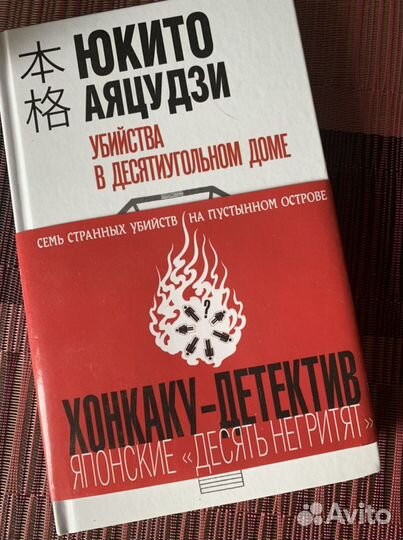 本格
ЮКИТО
АЯЦУДЗИ
УБИЙСТВА
В ДЕСЯТИУГОЛЬНОМ ДОМЕ
СЕМЬ СТРАННЫХ УБИЙСТВ НА ПУСТЫННОМ ОСТРОВЕ
?
ХОНКАКУ-ДЕТЕКТИВ
ЯПОНСКИЕ «ДЕСЯТЬ НЕГРИТЯТ»
Avito